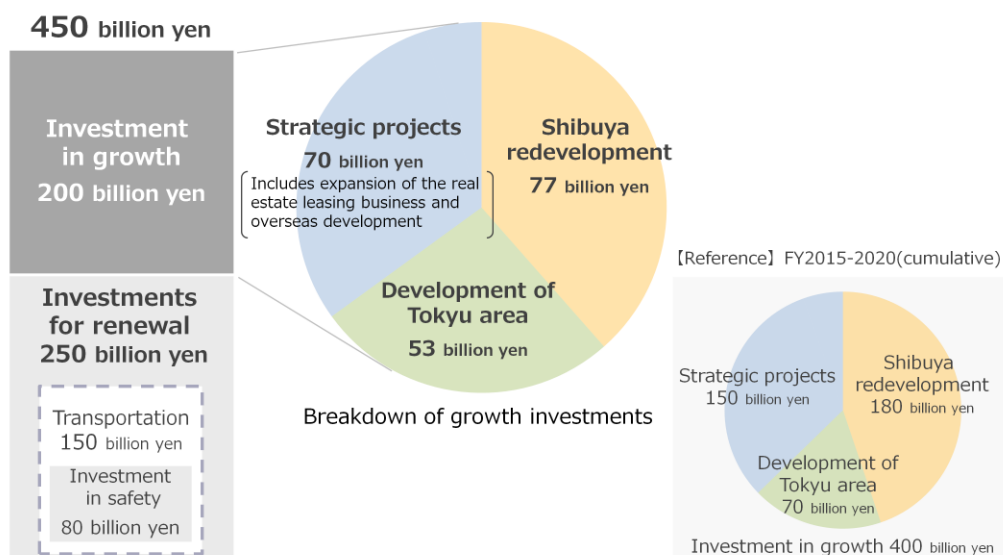 450 billion yen
Investment
in growth
200 billion yen
Investments
for renewal
250 billion yen
Transportation
150 billion yen
Investment
in safety
80 billion yen
Strategic projects
70 billion yen
Includes expansion of the real
estate leasing business and
overseas development
Shibuya
redevelopment
77 billion yen
Development of
Tokyu area
53 billion yen
Breakdown of growth investments
【Reference】FY2015-2020(cumulative)
Strategic projects
150 billion yen
Shibuya
redevelopment
180 billion yen
Development of
Tokyu area
70 billion yen
Investment in growth 400 billion yen